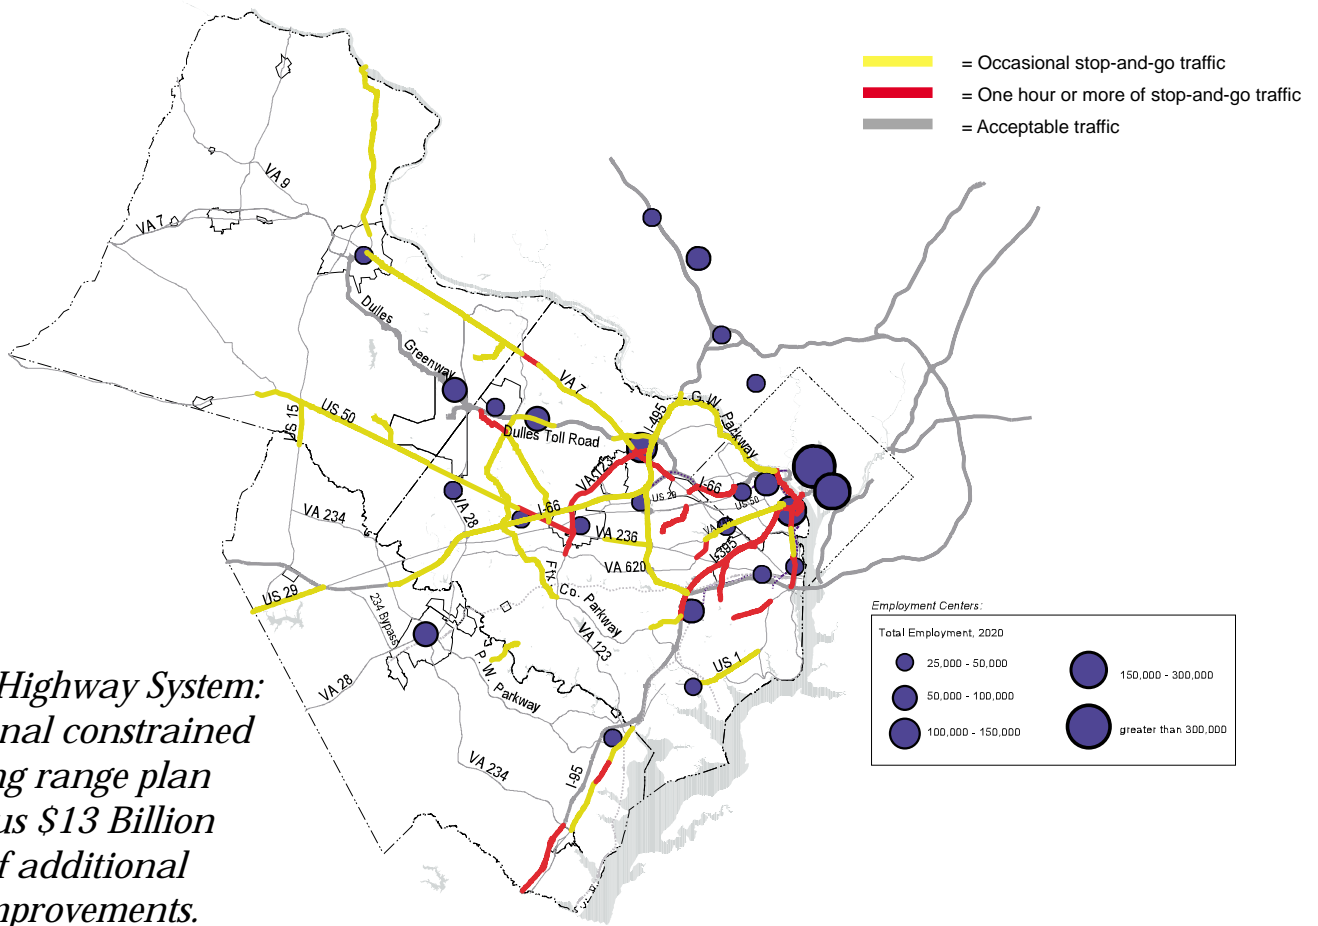 = Occasional stop-and-go traffic
= One hour or more of stop-and-go traffic
= Acceptable traffic
VA 9
VA 7
Dulles
Greenway
VA 7
US 15
US 50
Dulles Toll Road
I-495
G. W. Parkway
VA 123
I-66
US 29
US 50
VA 28
I-66
VA 234
VA 236
I-395
VA 620
US 29
234 Bypass
Ffx. Co. Parkway
VA 123
US 1
P. W. Parkway
VA 28
VA 234
I-95
Employment Centers:
Total Employment, 2020
25,000 - 50,000
50,000 - 100,000
100,000 - 150,000
150,000 - 300,000
greater than 300,000
Highway System:
nal constrained
ng range plan
us $13 Billion
f additional
mprovements.